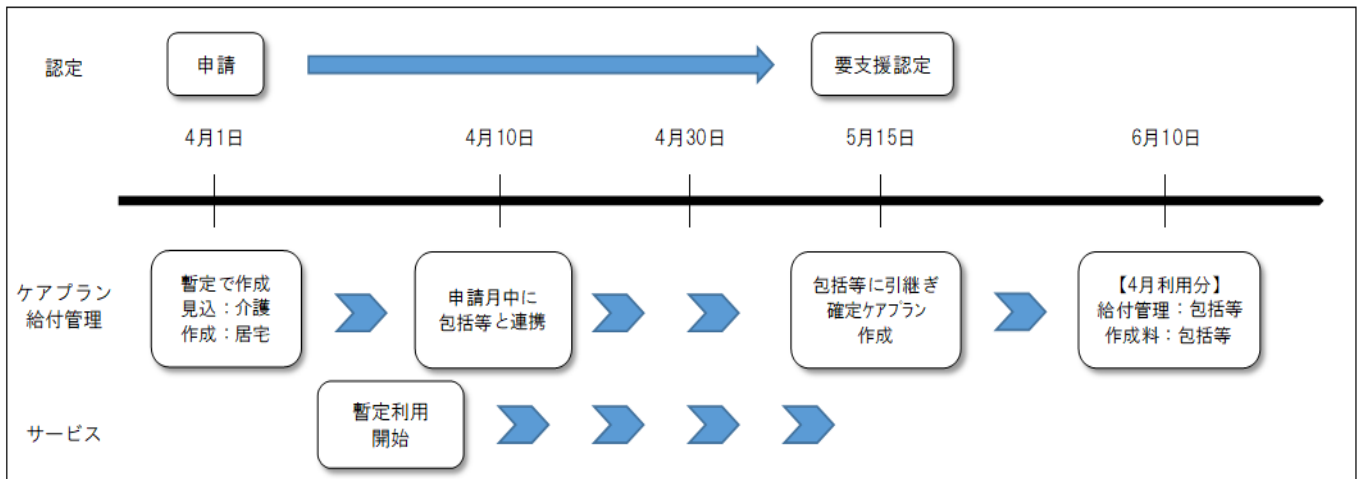 認定
申請
要支援認定
4月1日
4月10日
4月30日
5月15日
6月10日
ケアプラン
給付管理
暫定で作成
見込：介護
作成：居宅
申請月中に
包括等と連携
包括等に引継ぎ
確定ケアプラン
作成
【4月利用分】
給付管理：包括等
作成料：包括等
サービス
暫定利用
開始